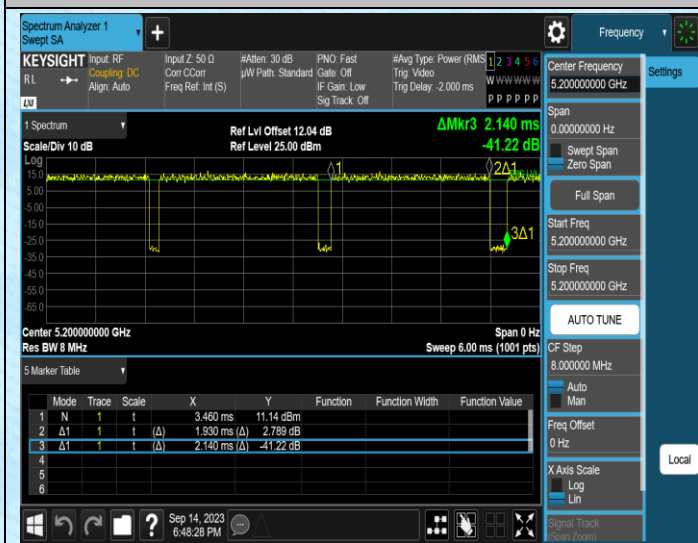 Spectrum Analyzer 1
Swept SA
+
Frequency
KEYSIGHT
Input: RF
Input Z: 50 Ω
#Atten: 30 dB
PNO: Fast
#Avg Type: Power (RMS
1 2 3 4 5 6
RL
Coupling: DC
Corr CCorr
µW Path: Standard
Gate: Off
Trig: Video
W W W W W W
Align: Auto
Freq Ref: Int (S)
IF Gain: Low
Trig Delay: -2.000 ms
Sig Track: Off
P P P P P P
LXI
1 Spectrum
Ref Lvl Offset 12.04 dB
ΔMkr3 2.140 ms
Scale/Div 10 dB
Ref Level 25.00 dBm
-41.22 dB
Log
15.0
5.00
-5.00
-15.0
-25.0
-35.0
-45.0
-55.0
-65.0
1
2Δ1
3Δ1
Center 5.200000000 GHz
Span 0 Hz
Res BW 8 MHz
Sweep 6.00 ms (1001 pts)
5 Marker Table
Mode Trace Scale X Y Function Function Width Function Value
1 N 1 t 3.460 ms 11.14 dBm
2 Δ1 1 t (Δ) 1.930 ms (Δ) 2.789 dB
3 Δ1 1 t (Δ) 2.140 ms (Δ) -41.22 dB
4
5
6
?
Sep 14, 2023
6:48:28 PM
Center Frequency
5.200000000 GHz
Span
0.00000000 Hz
Swept Span
Zero Span
Full Span
Start Freq
5.200000000 GHz
Stop Freq
5.200000000 GHz
AUTO TUNE
CF Step
8.000000 MHz
Auto
Man
Freq Offset
0 Hz
X Axis Scale
Log
Lin
Signal Track
(Span Zoom)
Settings
Local